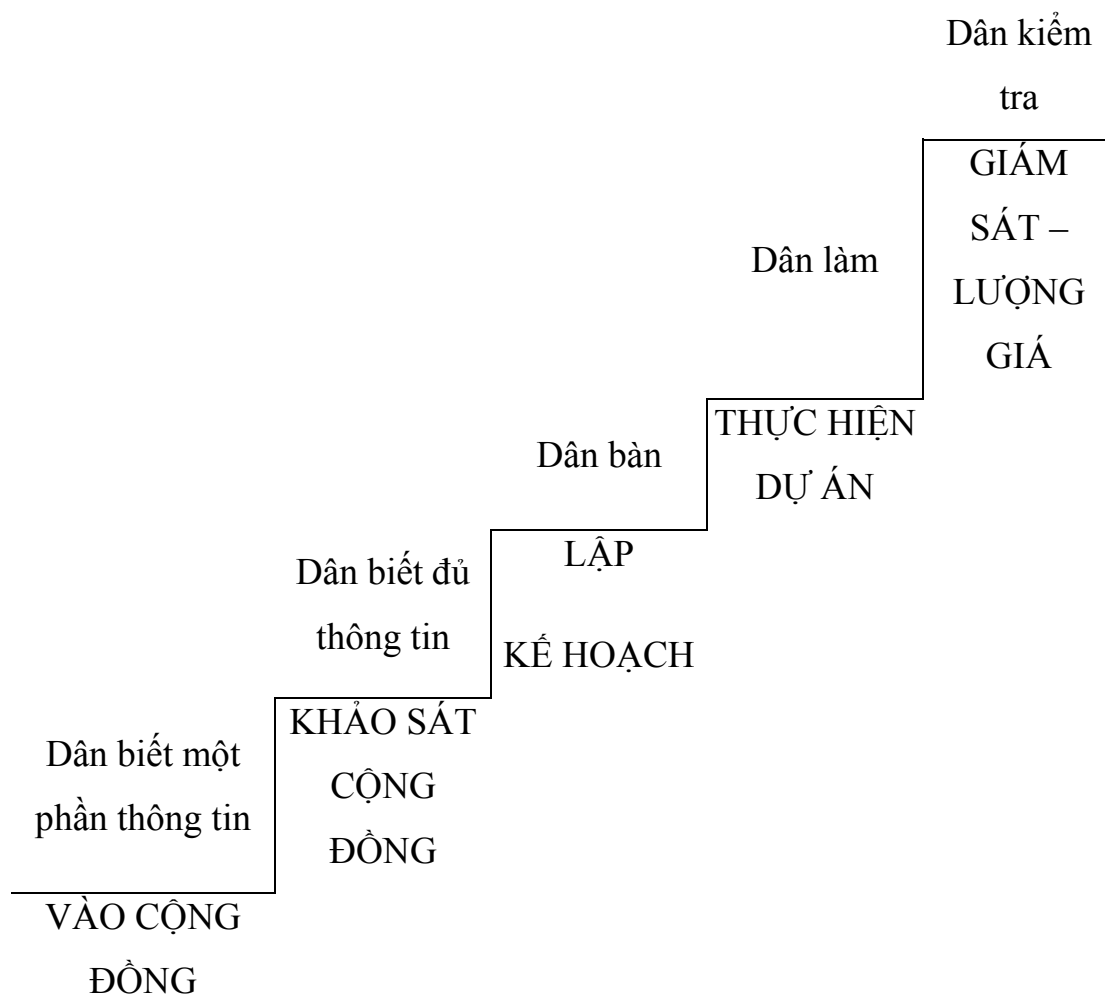 Dân kiểm
tra
GIÁM
SÁT –
LƯỢNG
GIÁ
Dân làm
THỰC HIỆN
DỰ ÁN
Dân bàn
LẬP
KẾ HOẠCH
Dân biết đủ
thông tin
KHẢO SÁT
CỘNG
ĐỒNG
Dân biết một
phần thông tin
VÀO CỘNG
ĐỒNG